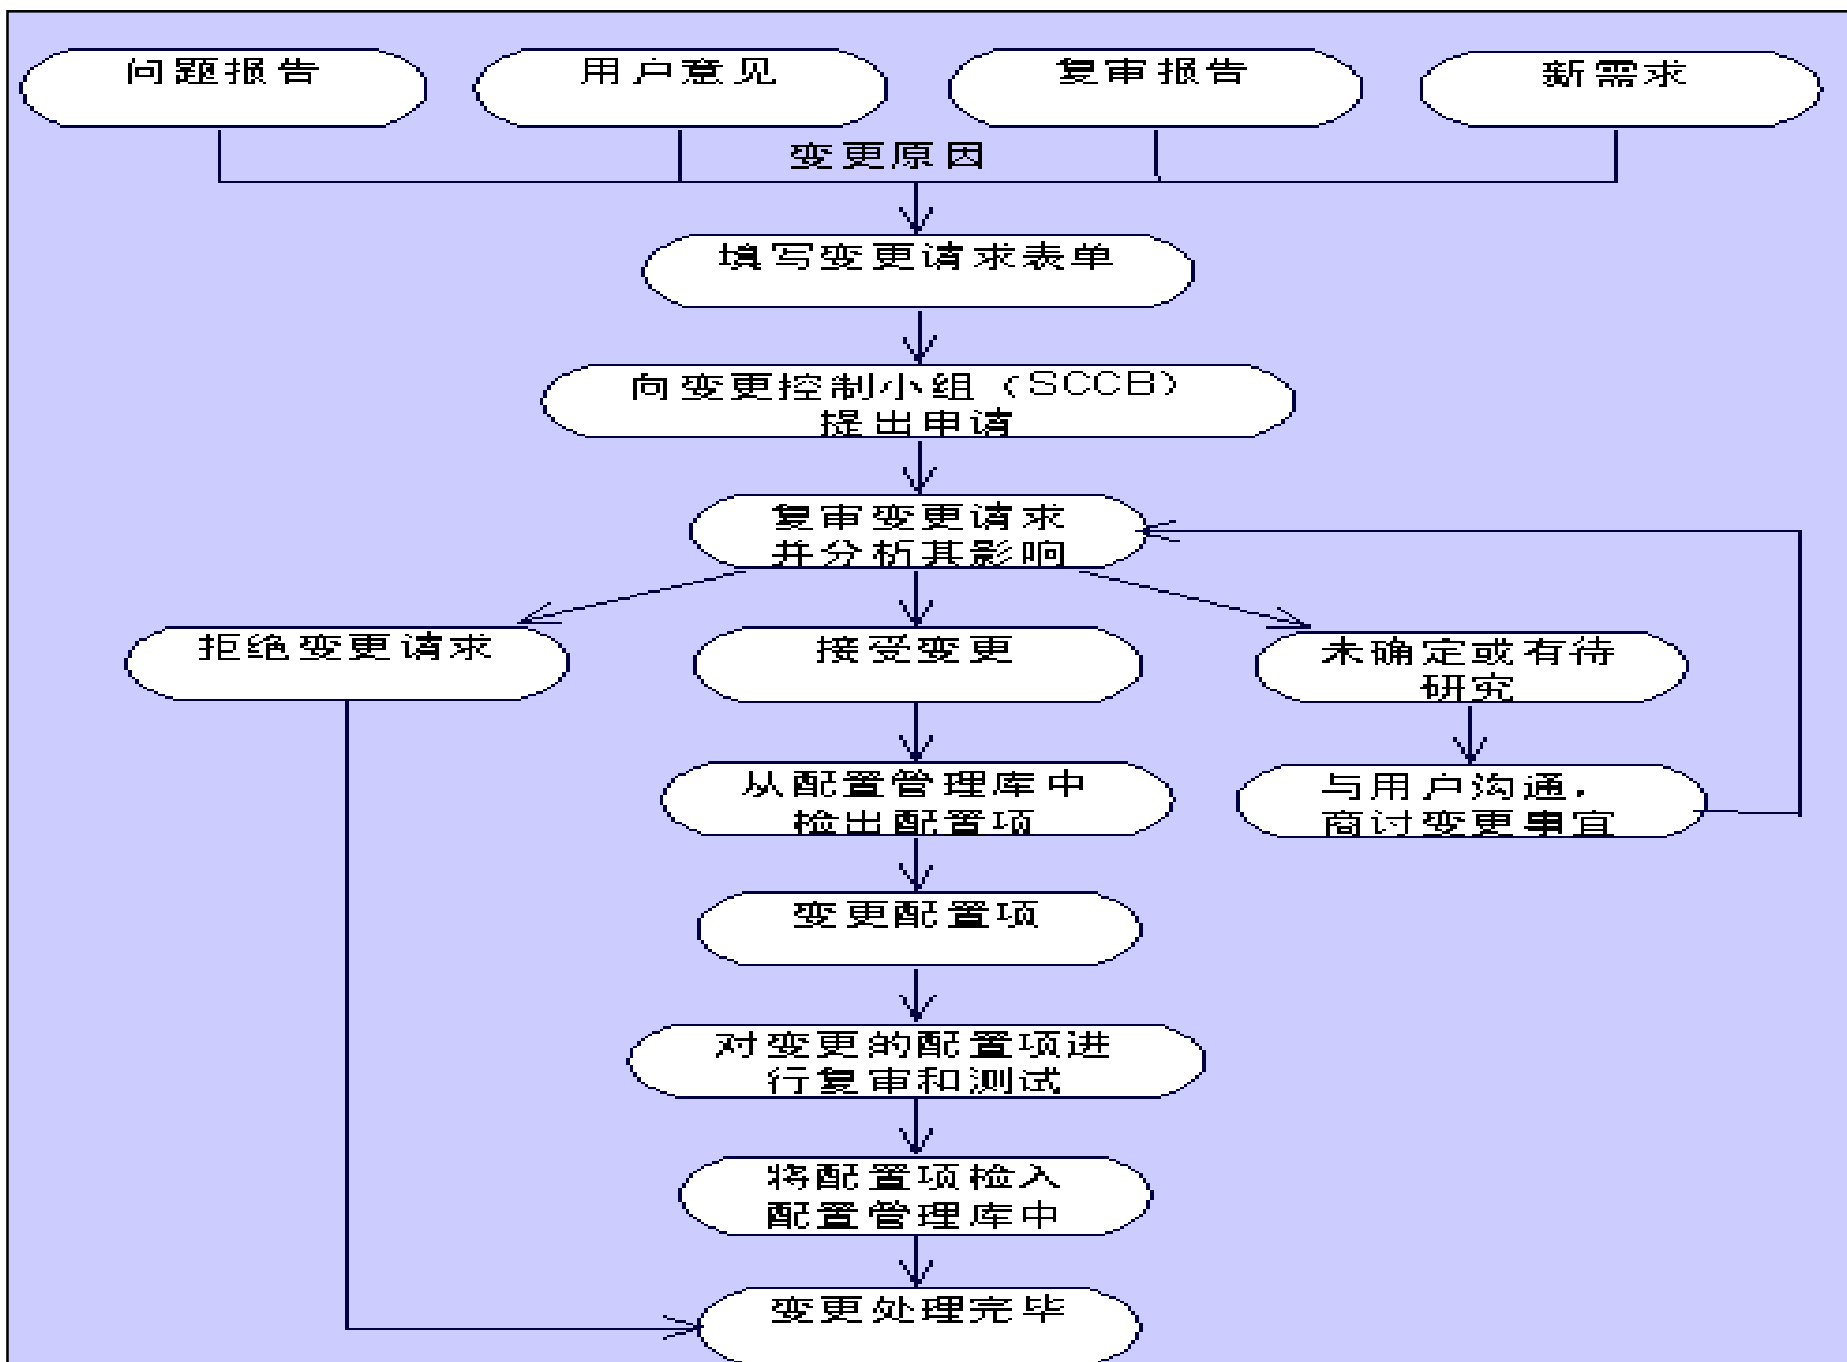 问题报告
用户意见
复审报告
新需求
变更原因
填写变更请求表单
向变更控制小组（SCCB）
提出申请
复审变更请求
并分析其影响
拒绝变更请求
接受变更
未确定或有待
研究
从配置管理库中
检出配置项
与用户沟通，
商讨变更事宜
变更配置项
对变更的配置项进
行复审和测试
将配置项检入
配置管理库中
变更处理完毕